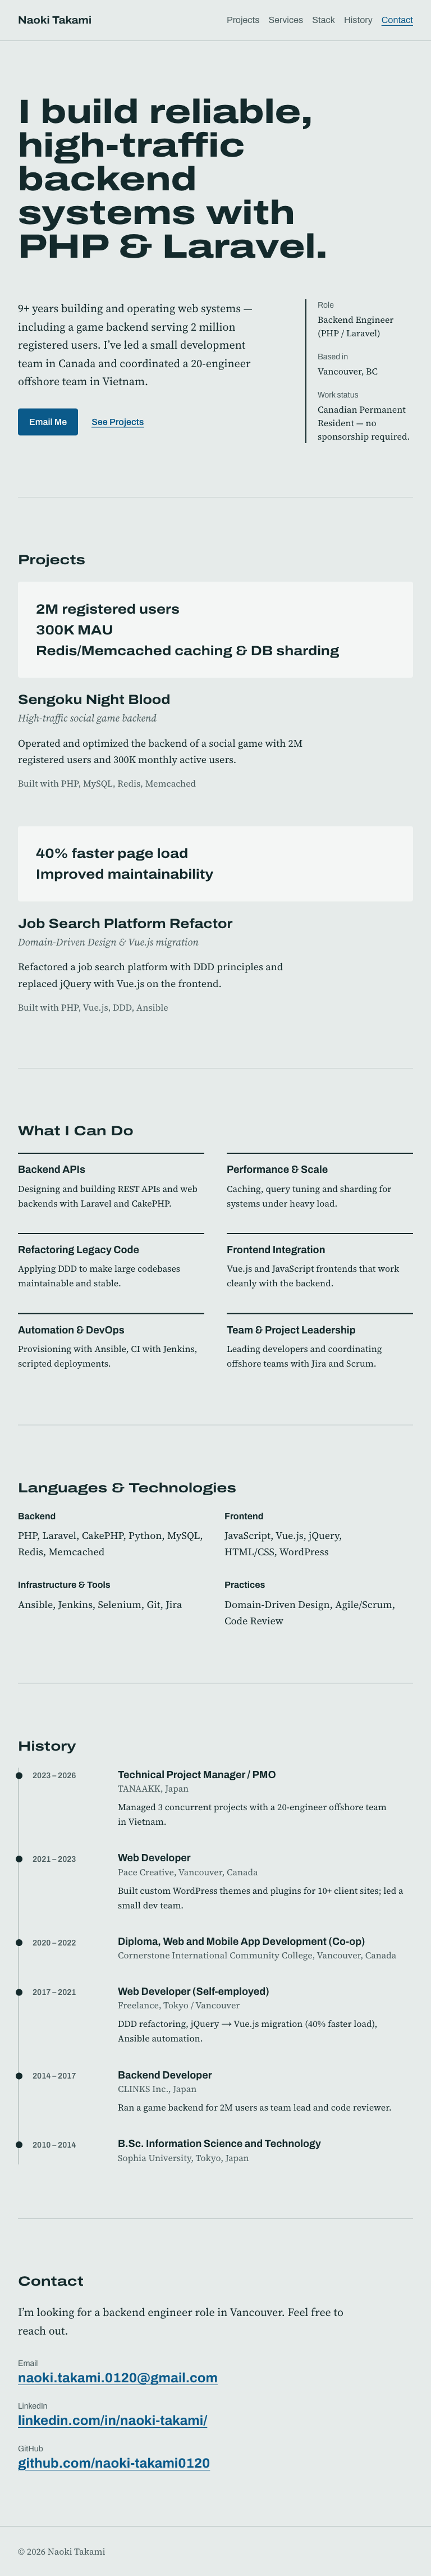 Naoki Takami
Projects Services Stack History Contact
I build reliable,
high-traffic
backend
systems with
PHP & Laravel.
9+ years building and operating web systems —
including a game backend serving 2 million
registered users. I've led a small development
team in Canada and coordinated a 20-engineer
offshore team in Vietnam.
Email Me
See Projects
Role
Backend Engineer
(PHP / Laravel)
Based in
Vancouver, BC
Work status
Canadian Permanent
Resident — no
sponsorship required.
Projects
2M registered users
300K MAU
Redis/Memcached caching & DB sharding
Sengoku Night Blood
High-traffic social game backend
Operated and optimized the backend of a social game with 2M
registered users and 300K monthly active users.
Built with PHP, MySQL, Redis, Memcached
40% faster page load
Improved maintainability
Job Search Platform Refactor
Domain-Driven Design & Vue.js migration
Refactored a job search platform with DDD principles and
replaced jQuery with Vue.js on the frontend.
Built with PHP, Vue.js, DDD, Ansible
What I Can Do
Backend APIs
Designing and building REST APIs and web
backends with Laravel and CakePHP.
Performance & Scale
Caching, query tuning and sharding for
systems under heavy load.
Refactoring Legacy Code
Applying DDD to make large codebases
maintainable and stable.
Frontend Integration
Vue.js and JavaScript frontends that work
cleanly with the backend.
Automation & DevOps
Provisioning with Ansible, CI with Jenkins,
scripted deployments.
Team & Project Leadership
Leading developers and coordinating
offshore teams with Jira and Scrum.
Languages & Technologies
Backend
PHP, Laravel, CakePHP, Python, MySQL,
Redis, Memcached
Frontend
JavaScript, Vue.js, jQuery,
HTML/CSS, WordPress
Infrastructure & Tools
Ansible, Jenkins, Selenium, Git, Jira
Practices
Domain-Driven Design, Agile/Scrum,
Code Review
History
2023 – 2026
Technical Project Manager / PMO
TANAAKK, Japan
Managed 3 concurrent projects with a 20-engineer offshore team
in Vietnam.
2021 – 2023
Web Developer
Pace Creative, Vancouver, Canada
Built custom WordPress themes and plugins for 10+ client sites; led a
small dev team.
2020 – 2022
Diploma, Web and Mobile App Development (Co-op)
Cornerstone International Community College, Vancouver, Canada
2017 – 2021
Web Developer (Self-employed)
Freelance, Tokyo / Vancouver
DDD refactoring, jQuery → Vue.js migration (40% faster load),
Ansible automation.
2014 – 2017
Backend Developer
CLINKS Inc., Japan
Ran a game backend for 2M users as team lead and code reviewer.
2010 – 2014
B.Sc. Information Science and Technology
Sophia University, Tokyo, Japan
Contact
I'm looking for a backend engineer role in Vancouver. Feel free to
reach out.
Email
naoki.takami.0120@gmail.com
LinkedIn
linkedin.com/in/naoki-takami/
GitHub
github.com/naoki-takami0120
© 2026 Naoki Takami